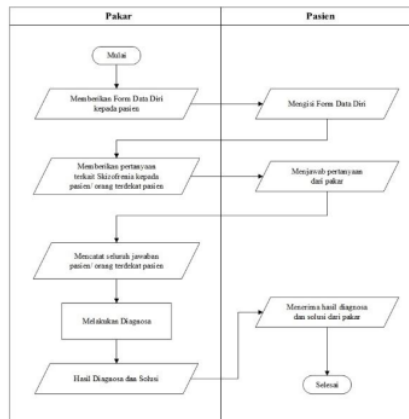 Pakar
Pasien
Mulai
Memberikan Form Data Diri
kepada pasien
Mengisi Form Data Diri
Memberikan pertanyaan
terkait Skizofrenia kepada
pasien/ orang terdekat pasien
Menjawab pertanyaan
dari pakar
Mencatat seluruh jawaban
pasien/ orang terdekat pasien
Melakukan Diagnosa
Menerima hasil diagnosa
dan solusi dari pakar
Hasil Diagnosa dan Solusi
Selesai